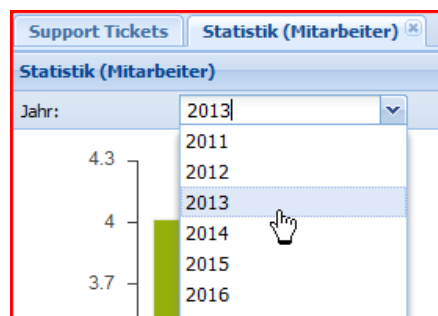 Support Tickets
Statistik (Mitarbeiter)
Statistik (Mitarbeiter)
Jahr:
2013
2011
2012
2013
2014
2015
2016
4.3
4
3.7